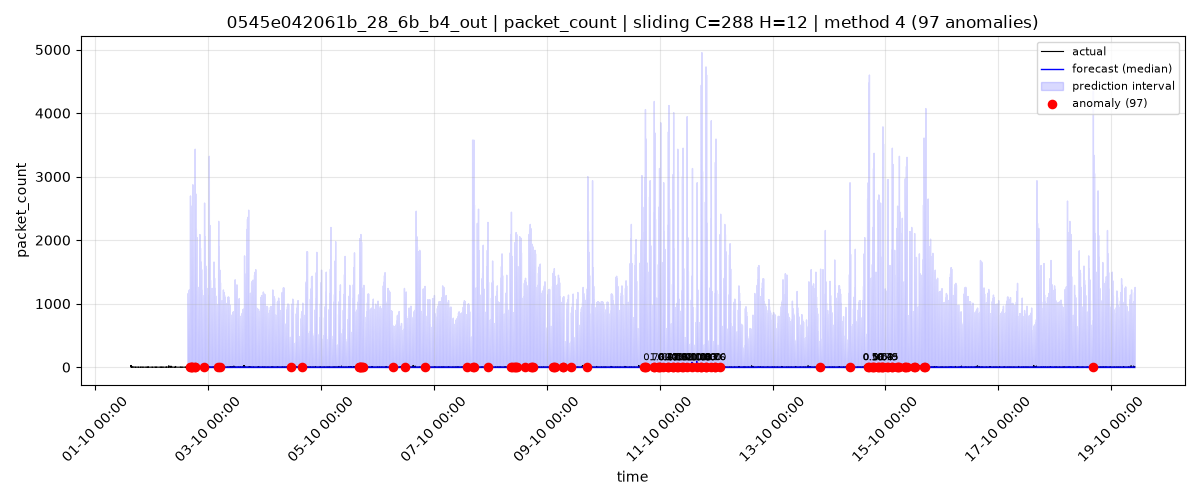 0545e042061b_28_6b_b4_out | packet_count | sliding C=288 H=12 | method 4 (97 anomalies)
actual
forecast (median)
prediction interval
anomaly (97)
packet_count
5000
4000
3000
2000
1000
0
01-10 00:00
03-10 00:00
05-10 00:00
07-10 00:00
09-10 00:00
11-10 00:00
13-10 00:00
15-10 00:00
17-10 00:00
19-10 00:00
time